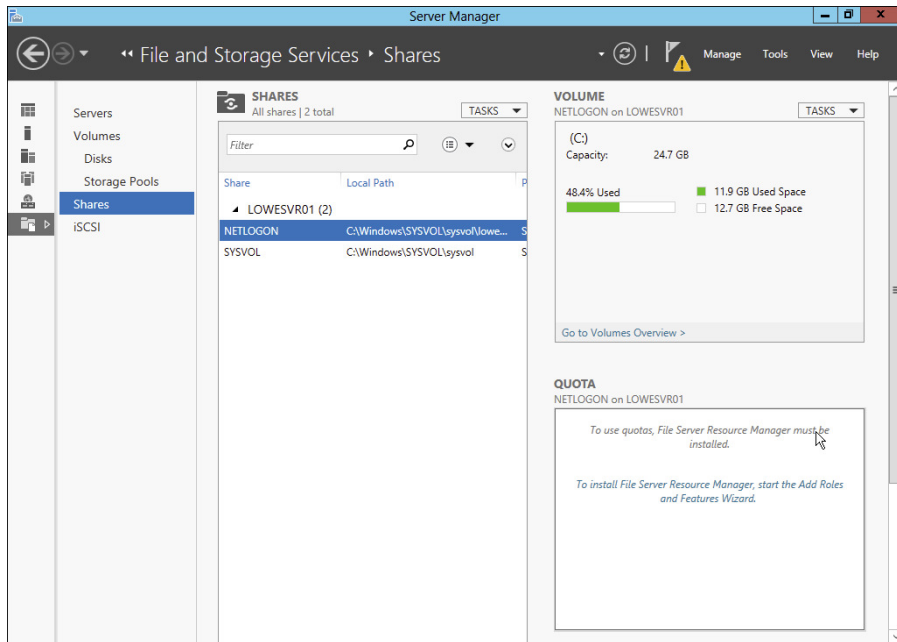 Server Manager
File and Storage Services
Shares
Manage
Tools
View
Help
Servers
Volumes
Disks
Storage Pools
Shares
iSCSI
SHARES
All shares | 2 total
TASKS
Filter
Share
Local Path
P
LOWESVR01 (2)
NETLOGON
C:\Windows\SYSVOL\sysvol\lowe...
S
SYSVOL
C:\Windows\SYSVOL\sysvol
S
VOLUME
NETLOGON on LOWESVR01
TASKS
(C:)
Capacity:
24.7 GB
48.4% Used
11.9 GB Used Space
12.7 GB Free Space
Go to Volumes Overview >
QUOTA
NETLOGON on LOWESVR01
To use quotas, File Server Resource Manager must be
installed.
To install File Server Resource Manager, start the Add Roles
and Features Wizard.